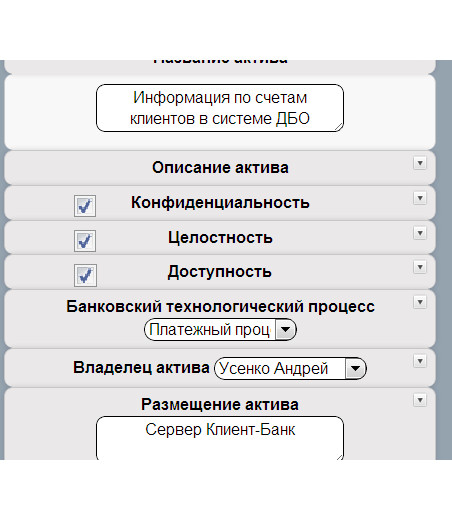 Название актива
Информация по счетам
клиентов в системе ДБО
Описание актива
Конфиденциальность
Целостность
Доступность
Банковский технологический процесс
Платежный проц
Владелец актива Усенко Андрей
Размещение актива
Сервер Клиент-Банк